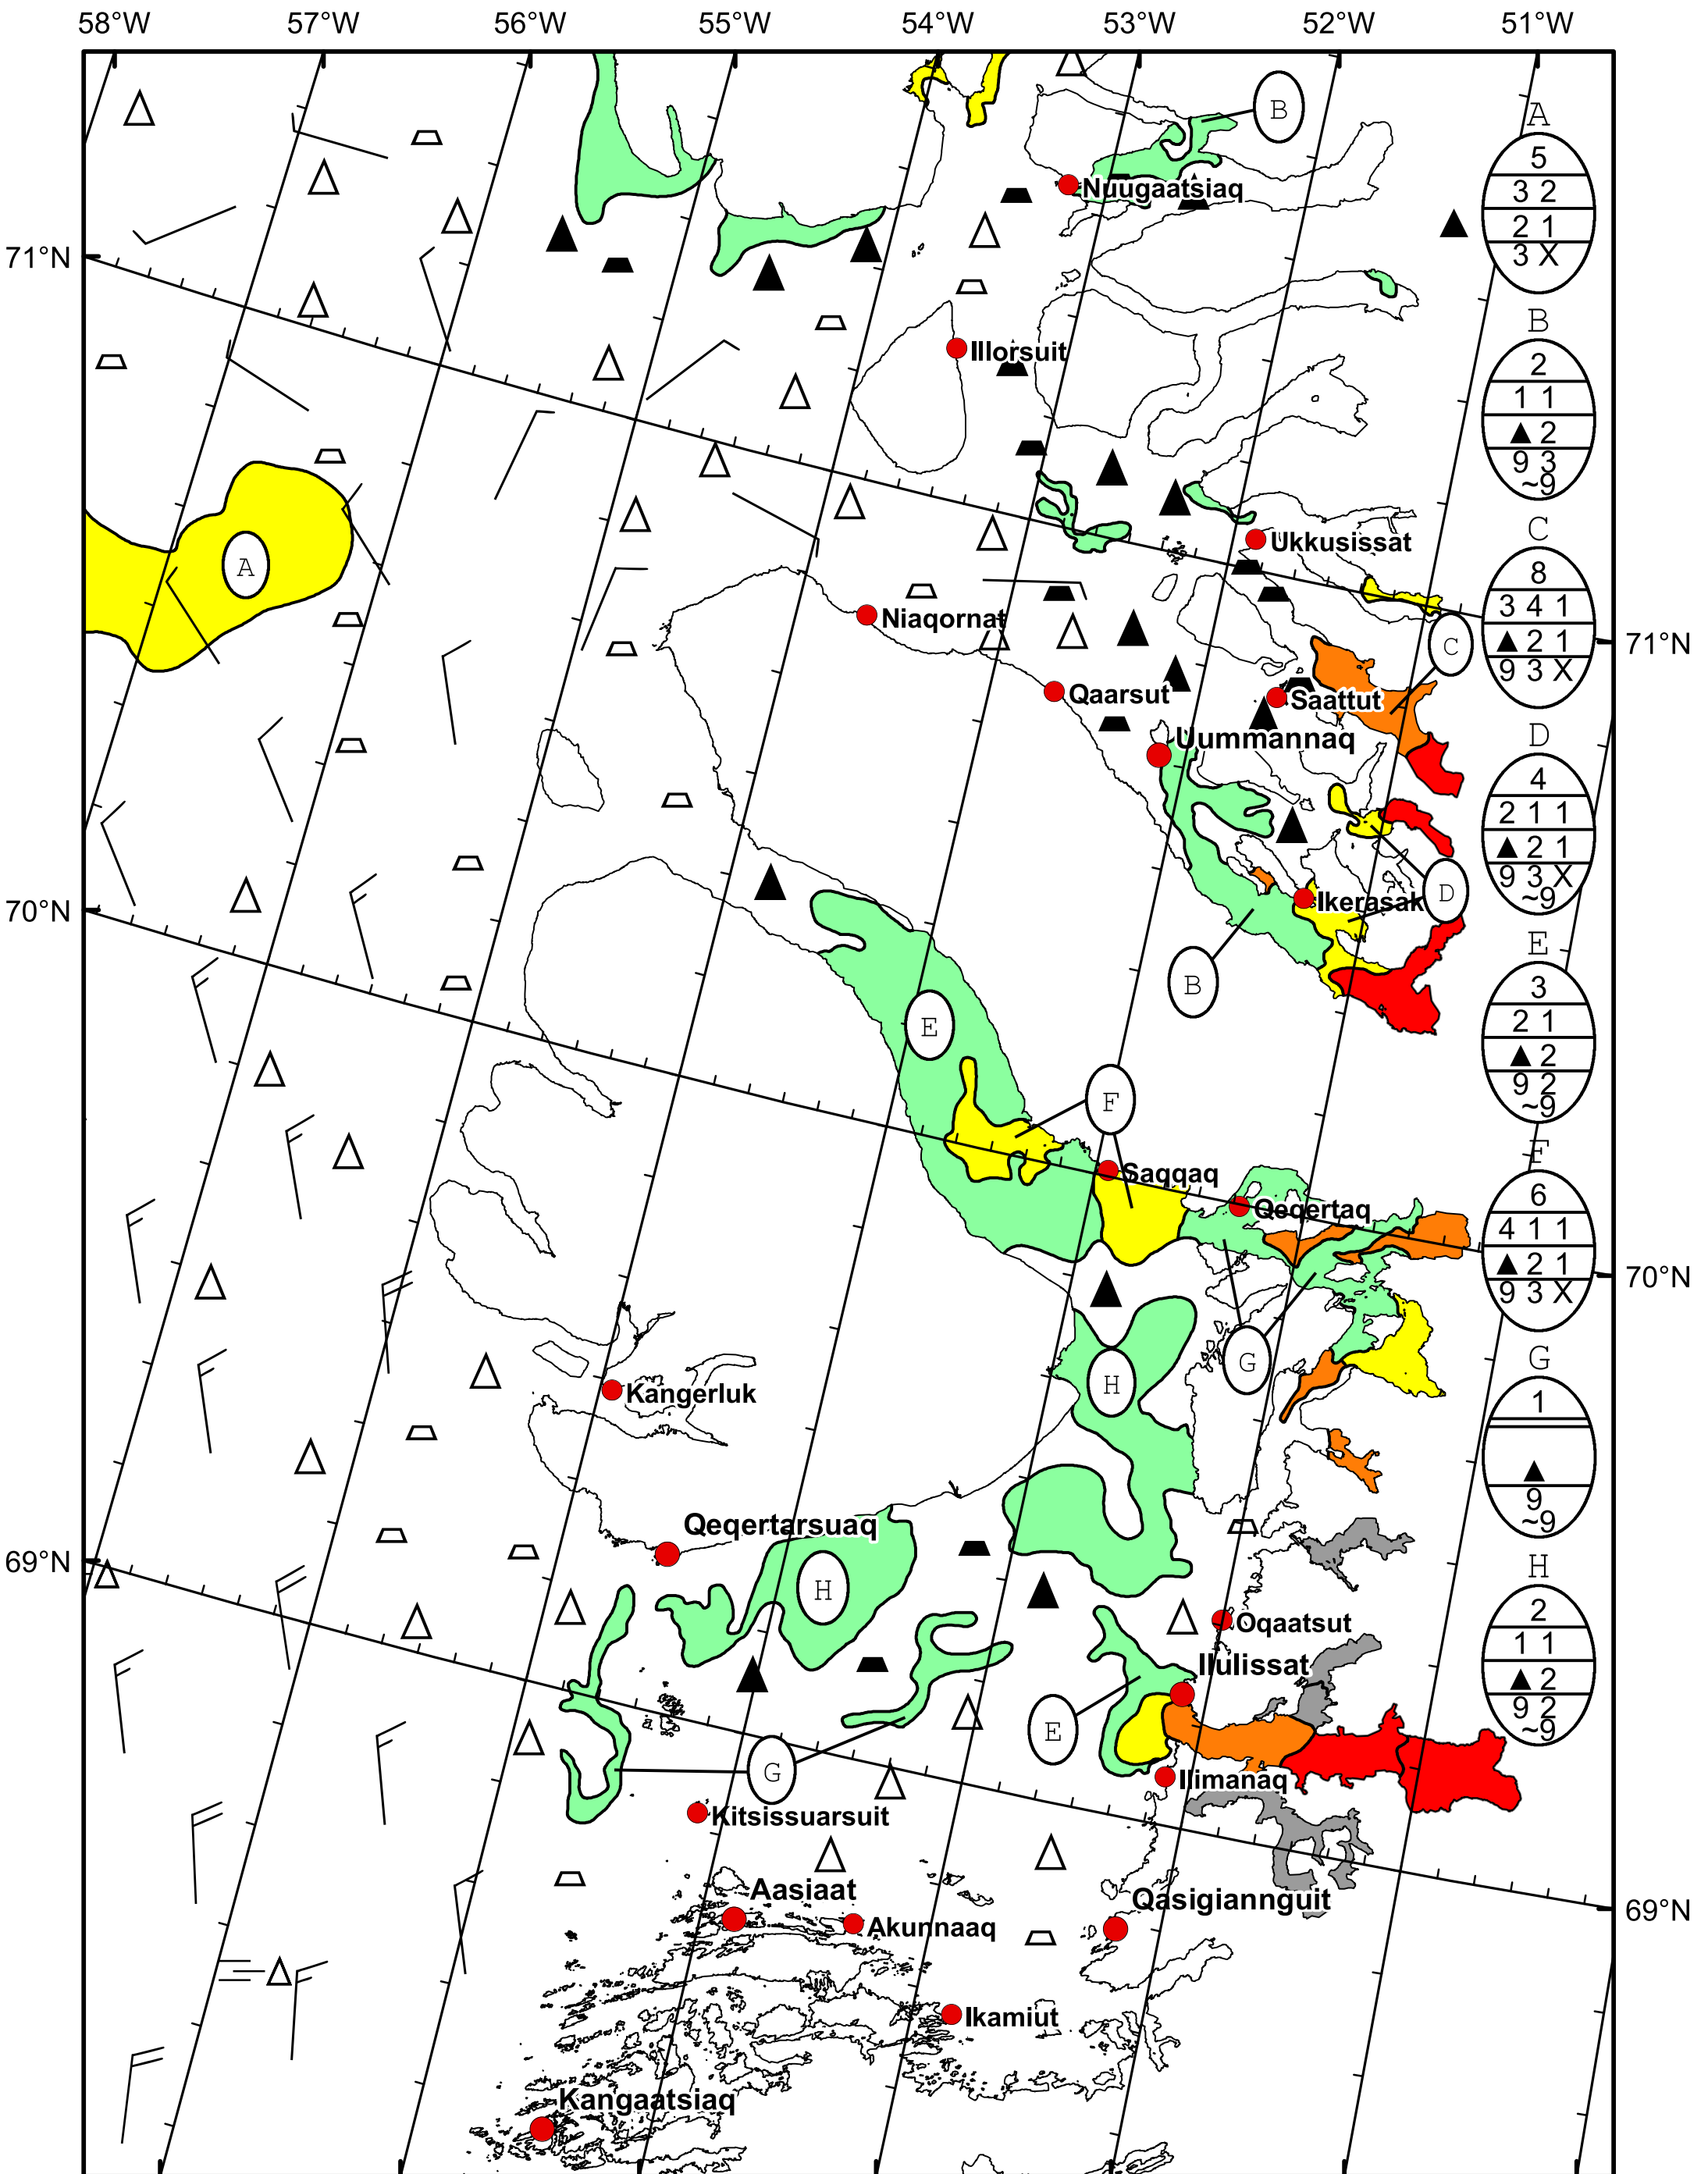 58°W 57°W 56°W 55°W 54°W 53°W 52°W 51°W
B
A
5
3 2
2 1
3 X
Nuugaatsiaq
71°N
B
2
1 1
▲ 2
9 3
~9
Illorsuit
A
Ukkusissat
C
8
3 4 1
▲ 2 1
9 3 X
Niaqornat
C
71°N
Qaarsut
Saattut
Uummannaq
D
4
2 1 1
▲ 2 1
9 3 X
~9
D
Ikerasak
70°N
B
E
E
3
2 1
▲ 2
9 2
~9
F
Saqqaq
Qeqertaq
F
6
4 1 1
▲ 2 1
9 3 X
70°N
H
G
Kangerluk
G
1
▲
9
~9
Qeqertarsuaq
69°N
H
Oqaatsut
Ilulissat
H
2
1 1
▲ 2
9 2
~9
E
G
Ilimanaq
Kitsissuarsuit
Aasiaat
Akunnaaq
Qasigiannguit
69°N
Ikamiut
Kangaatsiaq